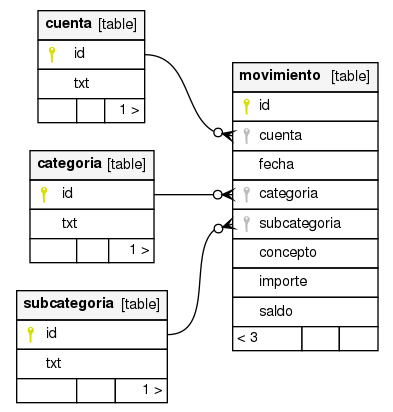 cuenta [table]
id
txt
1 >
categoria [table]
id
txt
1 >
subcategoria [table]
id
txt
1 >
movimiento [table]
id
cuenta
fecha
categoria
subcategoria
concepto
importe
saldo
< 3